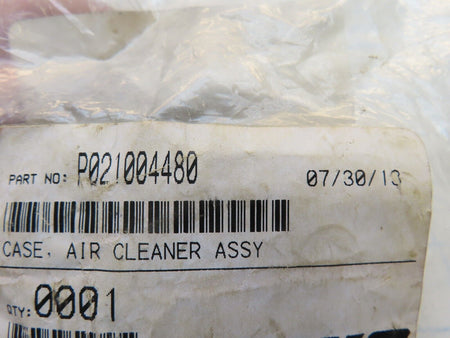 PART NO: P021004480 07/30/13
CASE, AIR CLEANER ASSY
QTY: 0001